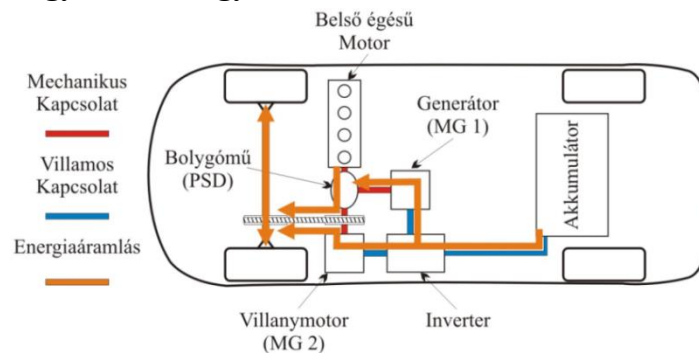 Belső égésű
Motor
Mechanikus
Kapcsolat
Generátor
(MG 1)
Bolygómű
(PSD)
Villamos
Kapcsolat
Akkumulátor
Energiaáramlás
Villanymotor
(MG 2)
Inverter